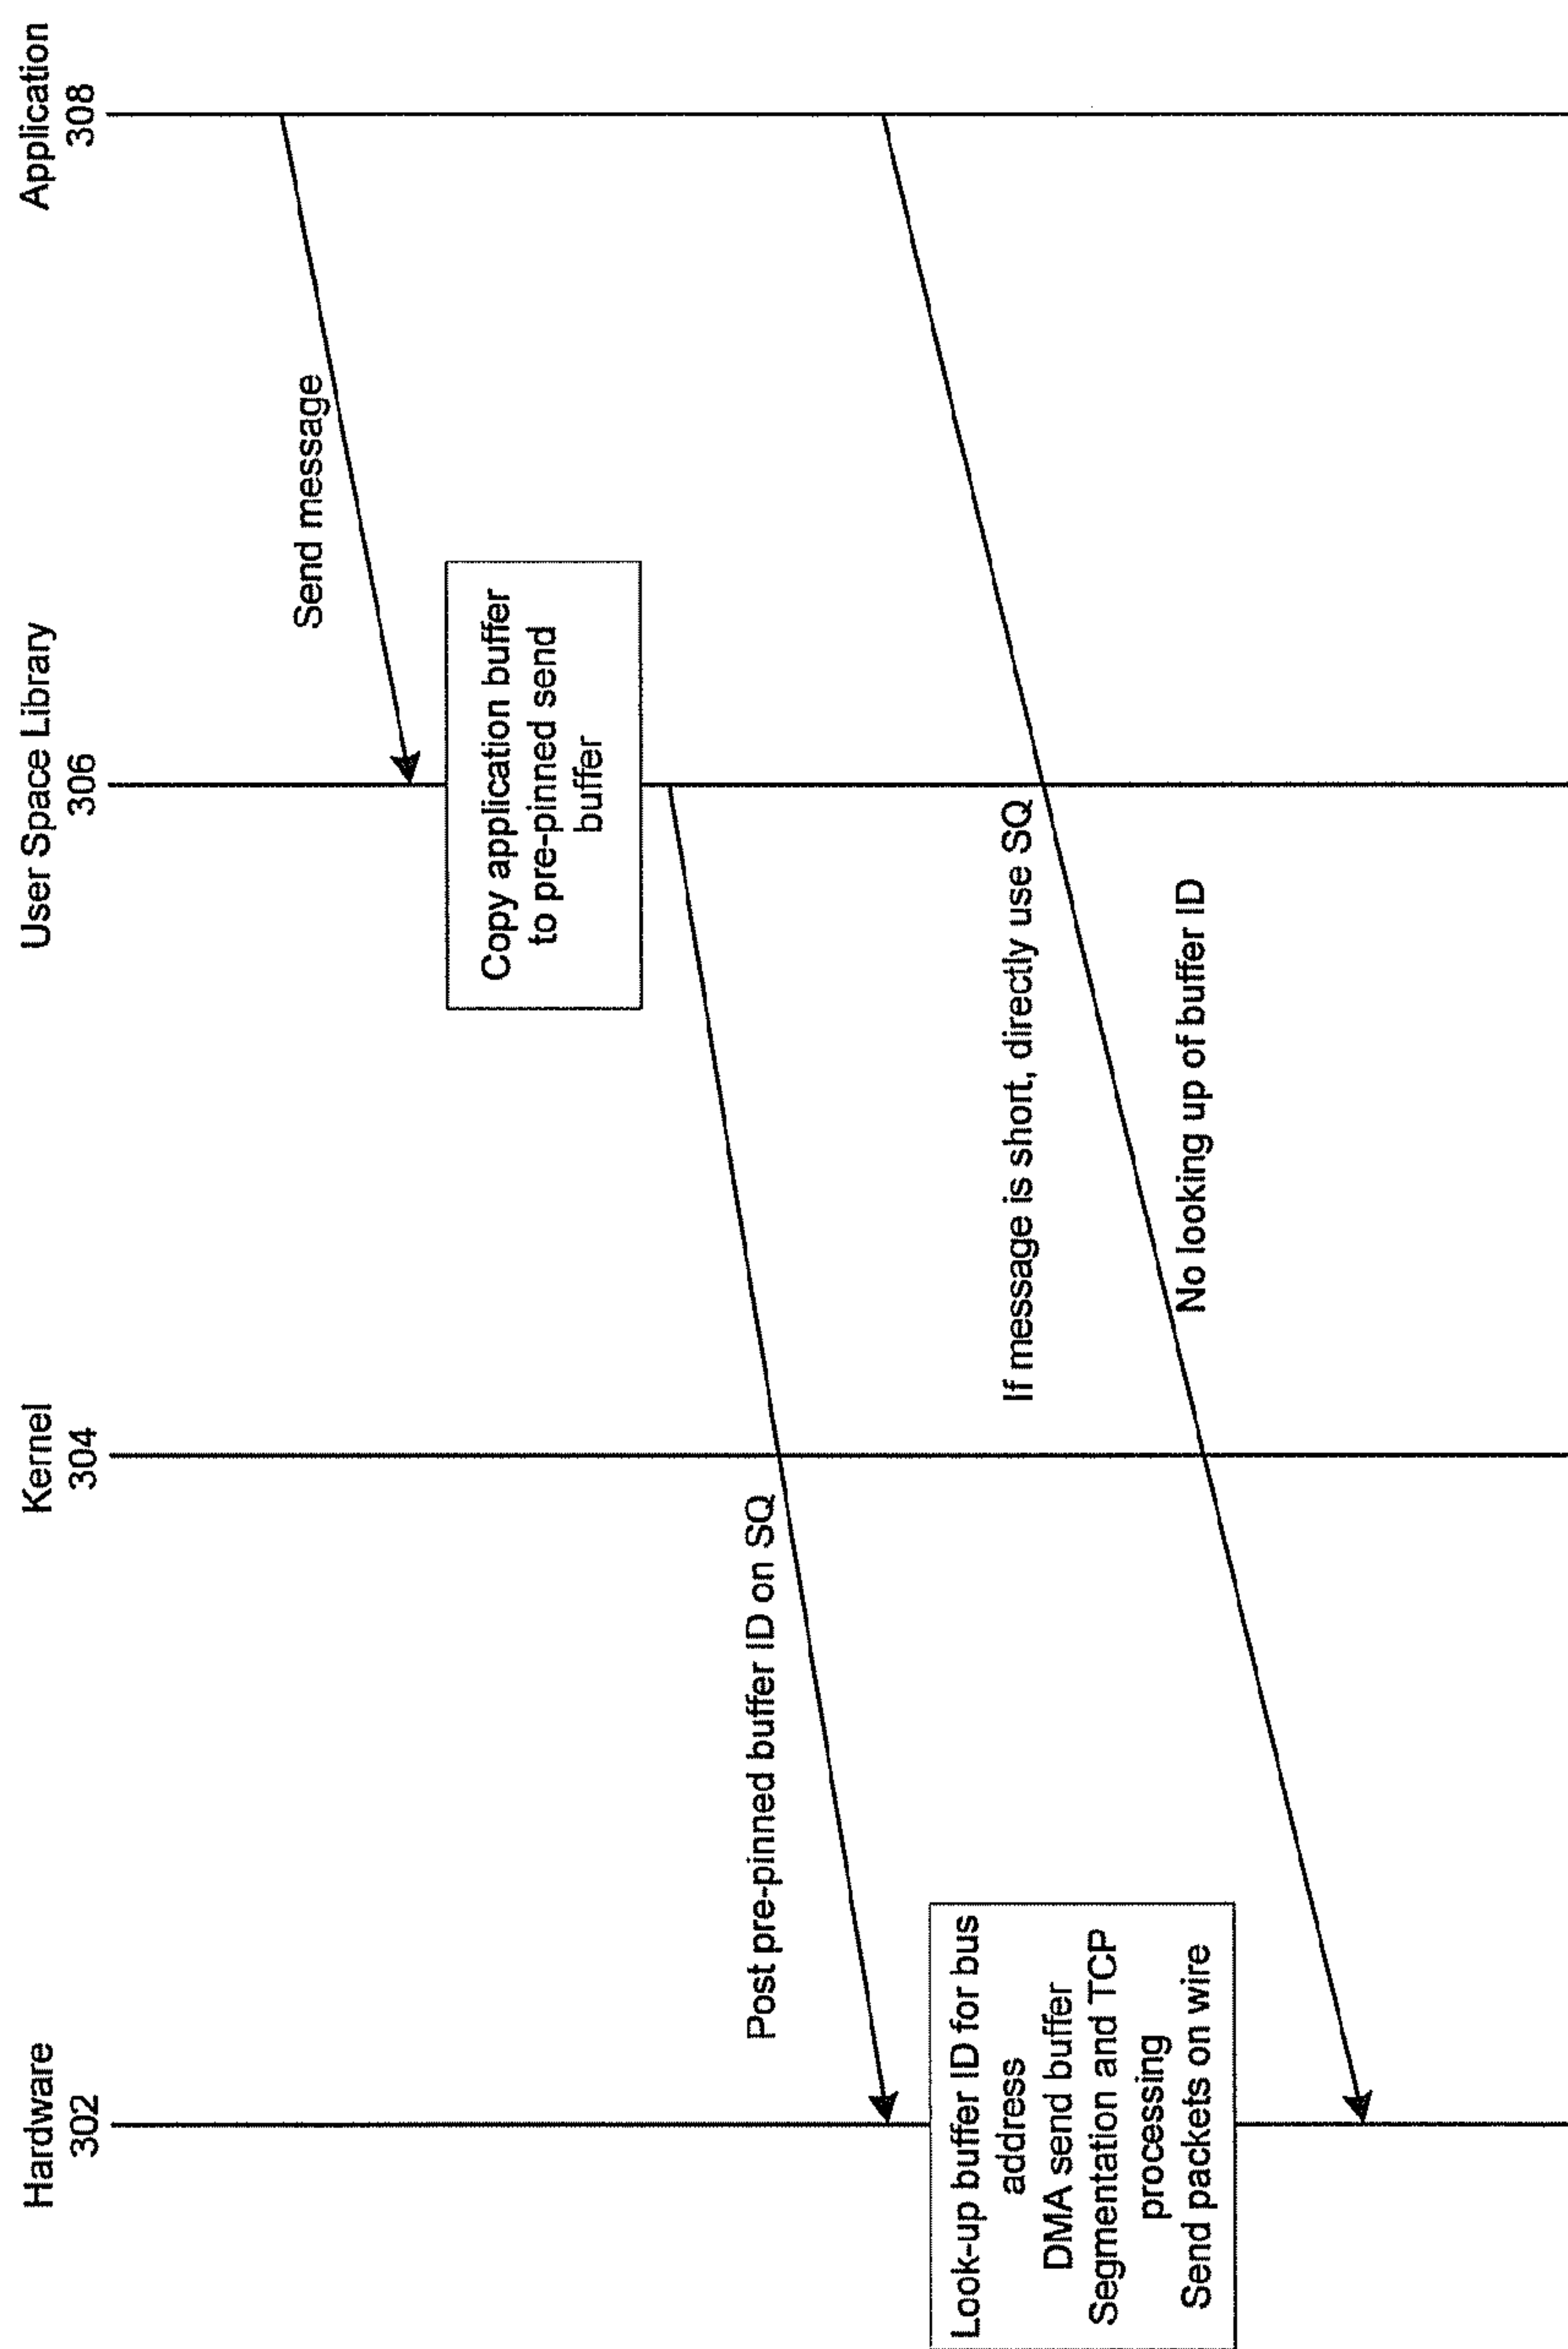 Hardware
302
Kernel
304
User Space Library
306
Application
308
Send message
Copy application buffer
to pre-pinned send
buffer
Post pre-pinned buffer ID on SQ
Look-up buffer ID for bus
address
DMA send buffer
Segmentation and TCP
processing
Send packets on wire
If message is short, directly use SQ
No looking up of buffer ID